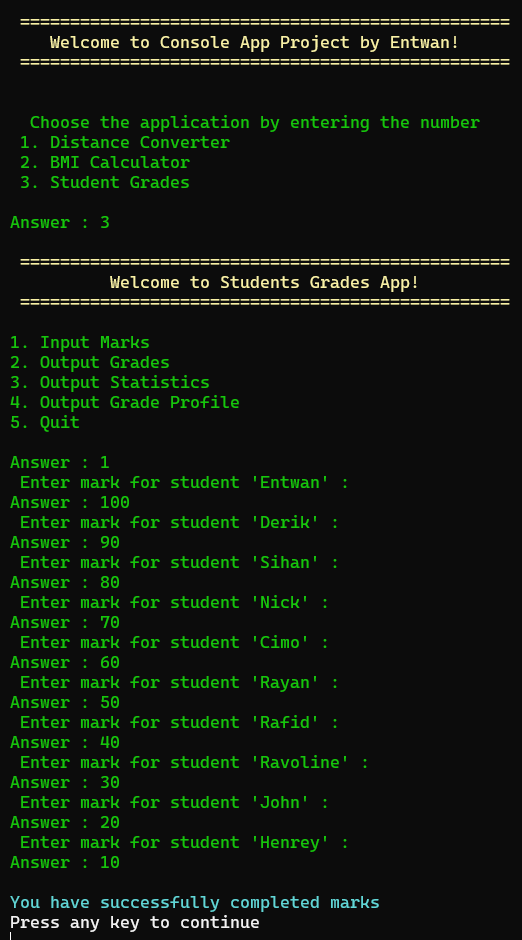 =================================================
Welcome to Console App Project by Entwan!
=================================================
Choose the application by entering the number
1. Distance Converter
2. BMI Calculator
3. Student Grades
Answer : 3
=================================================
Welcome to Students Grades App!
=================================================
1. Input Marks
2. Output Grades
3. Output Statistics
4. Output Grade Profile
5. Quit
Answer : 1
Enter mark for student 'Entwan' :
Answer : 100
Enter mark for student 'Derik' :
Answer : 90
Enter mark for student 'Sihan' :
Answer : 80
Enter mark for student 'Nick' :
Answer : 70
Enter mark for student 'Cimo' :
Answer : 60
Enter mark for student 'Rayan' :
Answer : 50
Enter mark for student 'Rafid' :
Answer : 40
Enter mark for student 'Ravoline' :
Answer : 30
Enter mark for student 'John' :
Answer : 20
Enter mark for student 'Henrey' :
Answer : 10
You have successfully completed marks
Press any key to continue